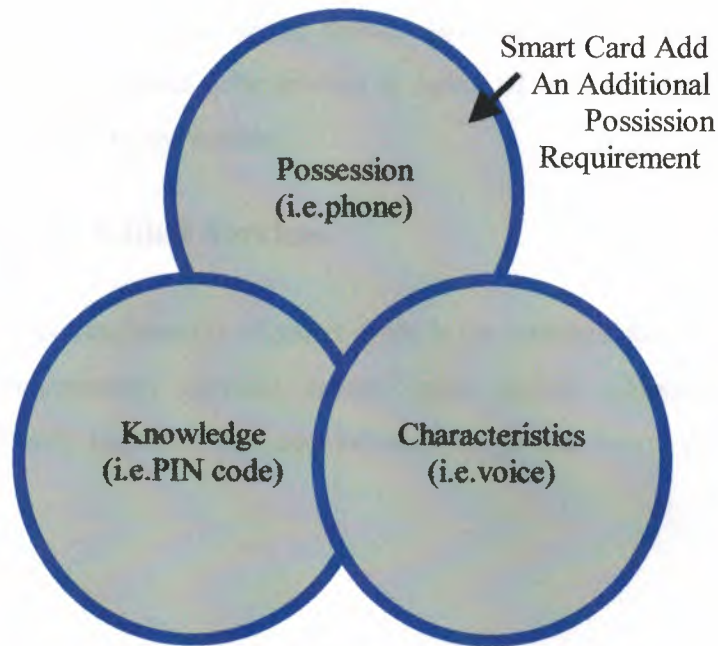 Smart Card Add
An Additional
Possission
Requirement
Possession
(i.e.phone)
Knowledge
(i.e.PIN code)
Characteristics
(i.e.voice)